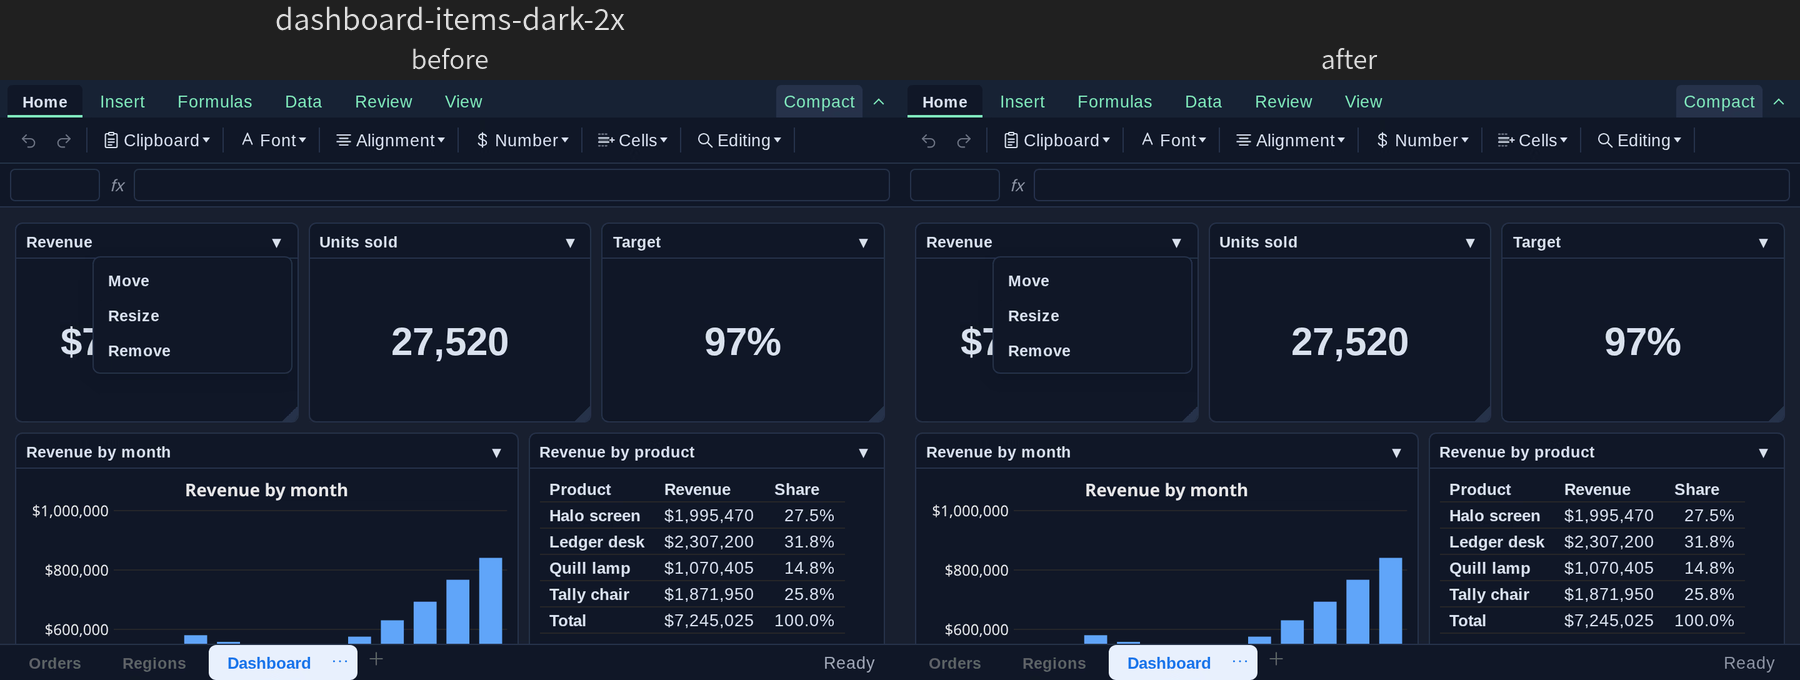 dashboard-items-dark-2x
before after
Home Insert Formulas Data Review View Compact Home Insert Formulas Data Review View Compact
Clipboard Font Alignment $ Number Cells Editing Clipboard Font Alignment $ Number Cells Editing
fx fx
Revenue Units sold Target Revenue Units sold Target
Move Move
Resize Resize
$7 27,520 97% $7 27,520 97%
Remove Remove
Revenue by month Revenue by product Revenue by month Revenue by product
Revenue by month Product Revenue Share Revenue by month Product Revenue Share
$1,000,000 Halo screen $1,995,470 27.5% $1,000,000 Halo screen $1,995,470 27.5%
Ledger desk $2,307,200 31.8% Ledger desk $2,307,200 31.8%
$800,000 Quill lamp $1,070,405 14.8% $800,000 Quill lamp $1,070,405 14.8%
Tally chair $1,871,950 25.8% Tally chair $1,871,950 25.8%
$600,000 Total $7,245,025 100.0% $600,000 Total $7,245,025 100.0%
Orders Regions Dashboard ... + Ready Orders Regions Dashboard ... + Ready